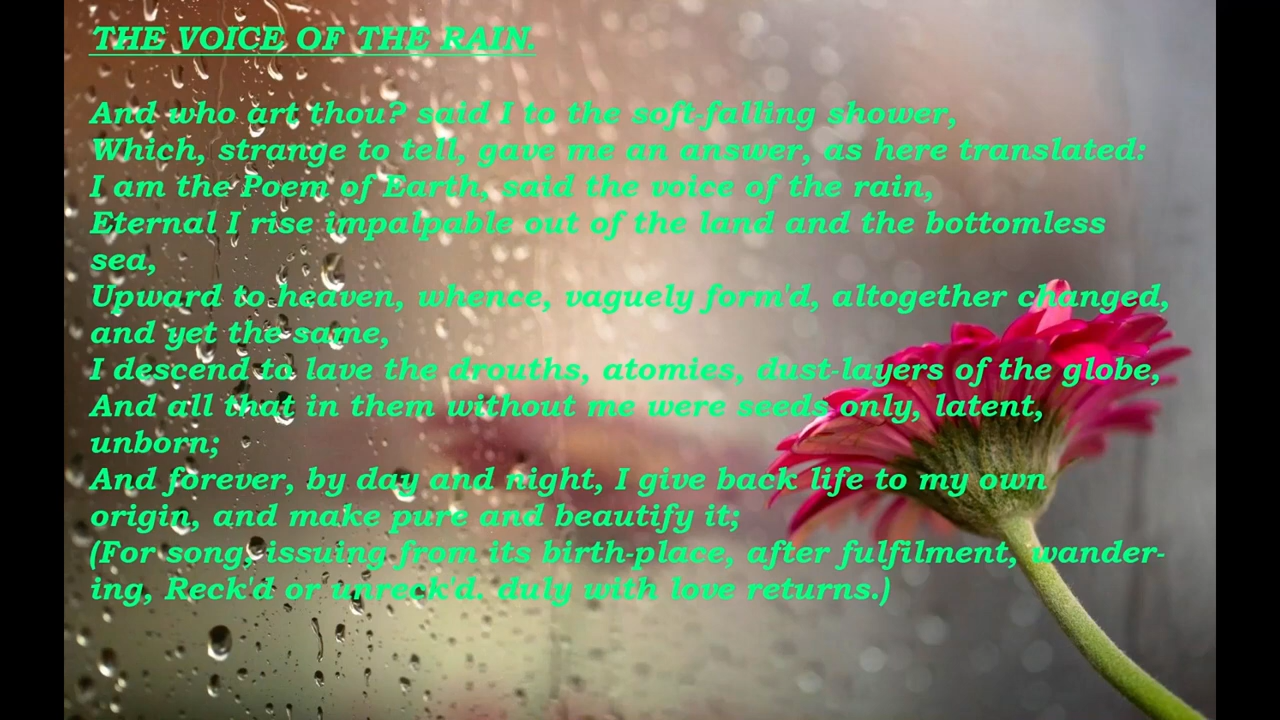 THE VOICE OF THE RAIN.
And who art thou? said I to the soft-falling shower,
Which, strange to tell, gave me an answer, as here translated:
I am the Poem of Earth, said the voice of the rain,
Eternal I rise impalpable out of the land and the bottomless
sea,
Upward to heaven, whence, vaguely form'd, altogether changed,
and yet the same,
I descend to lave the drouths, atomies, dust-layers of the globe,
And all that in them without me were seeds only, latent,
unborn;
And forever, by day and night, I give back life to my own
origin, and make pure and beautify it;
(For song, issuing from its birth-place, after fulfilment, wander-
ing, Reck'd or unreck'd. duly with love returns.)